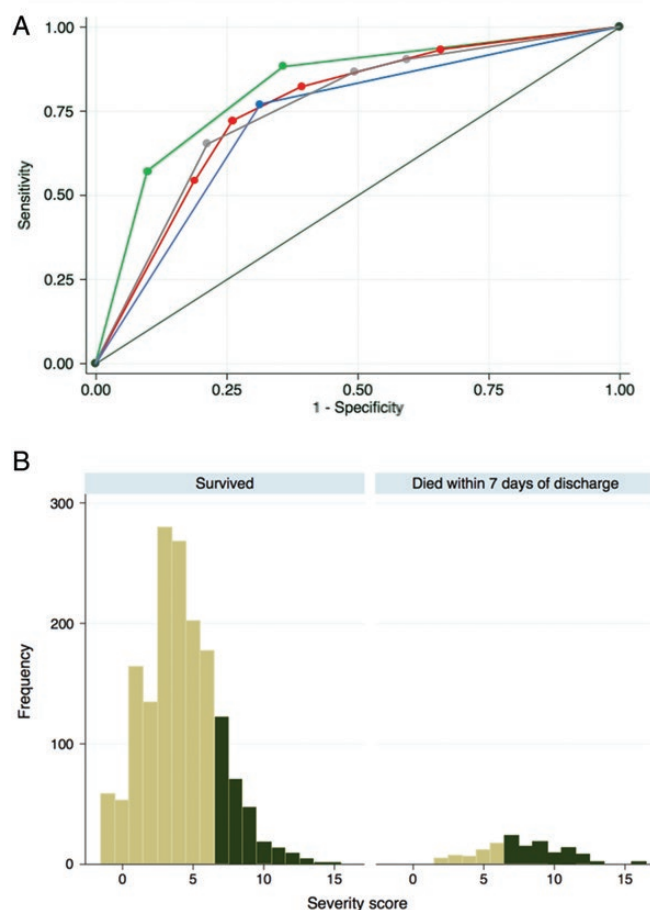 A
1.00
0.75
0.50
0.25
0.00
Sensitivity
0.00 0.25 0.50 0.75 1.00
1 - Specificity
B
Survived Died within 7 days of discharge
300
200
100
0
Frequency
0 5 10 15 0 5 10 15
Severity score